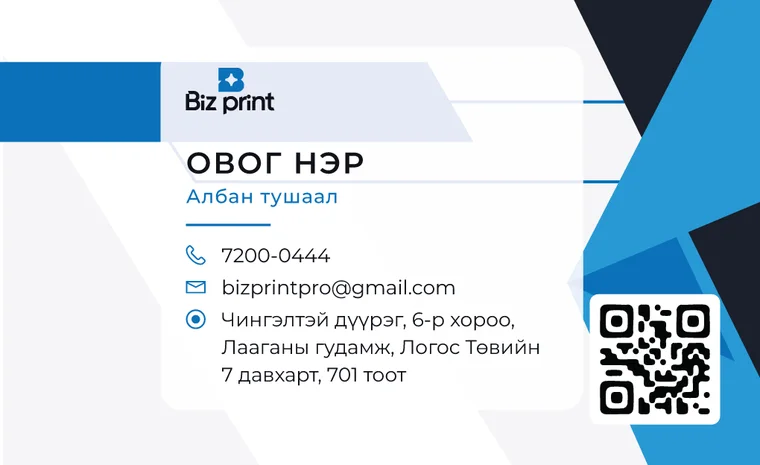 Biz print
ОВОГ НЭР
Албан тушаал
7200-0444
bizprintpro@gmail.com
Чингэлтэй дүүрэг, 6-р хороо,
Лааганы гудамж, Логос Төвийн
7 давхарт, 701 тоот